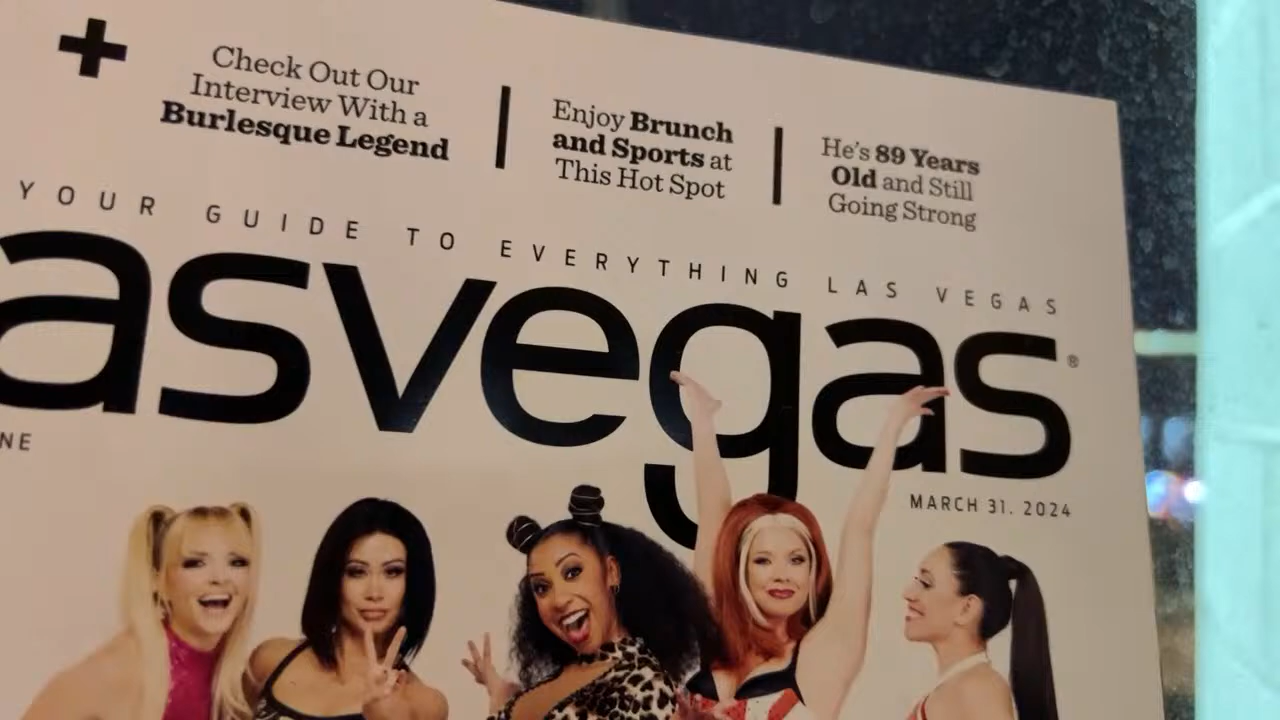 +
Check Out Our
Interview With a
Burlesque Legend
Enjoy Brunch
and Sports at
This Hot Spot
He's 89 Years
Old and Still
Going Strong
YOUR GUIDE TO EVERYTHING LAS VEGAS
asvegas®
NE
MARCH 31. 2024